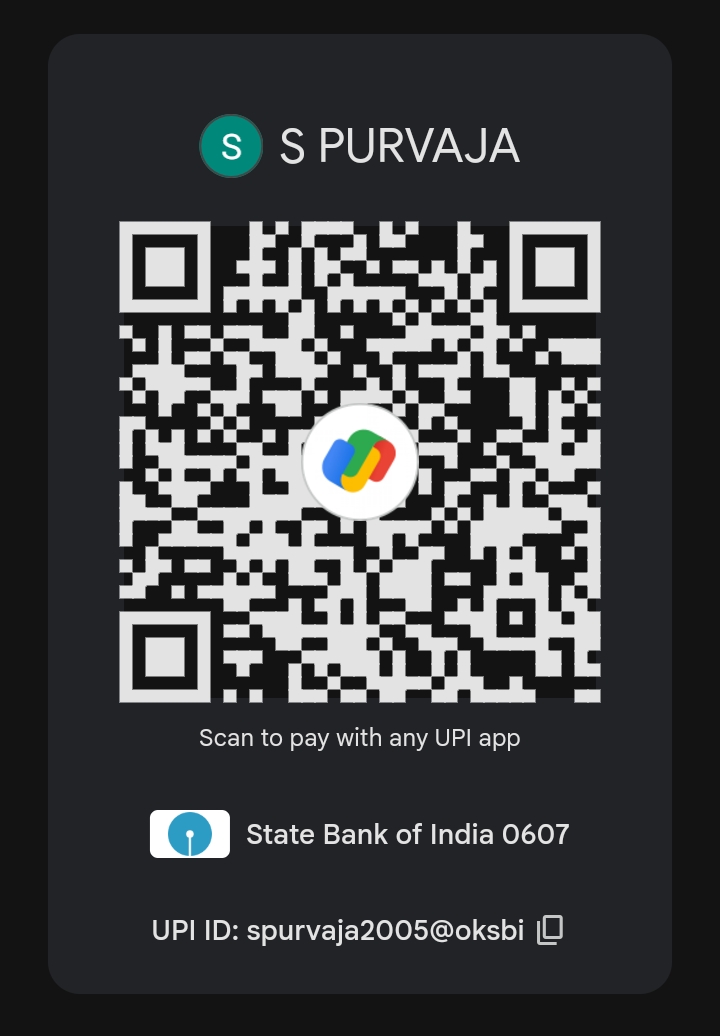 S S PURVAJA
Scan to pay with any UPI app
State Bank of India 0607
UPI ID: spurvaja2005@oksbi